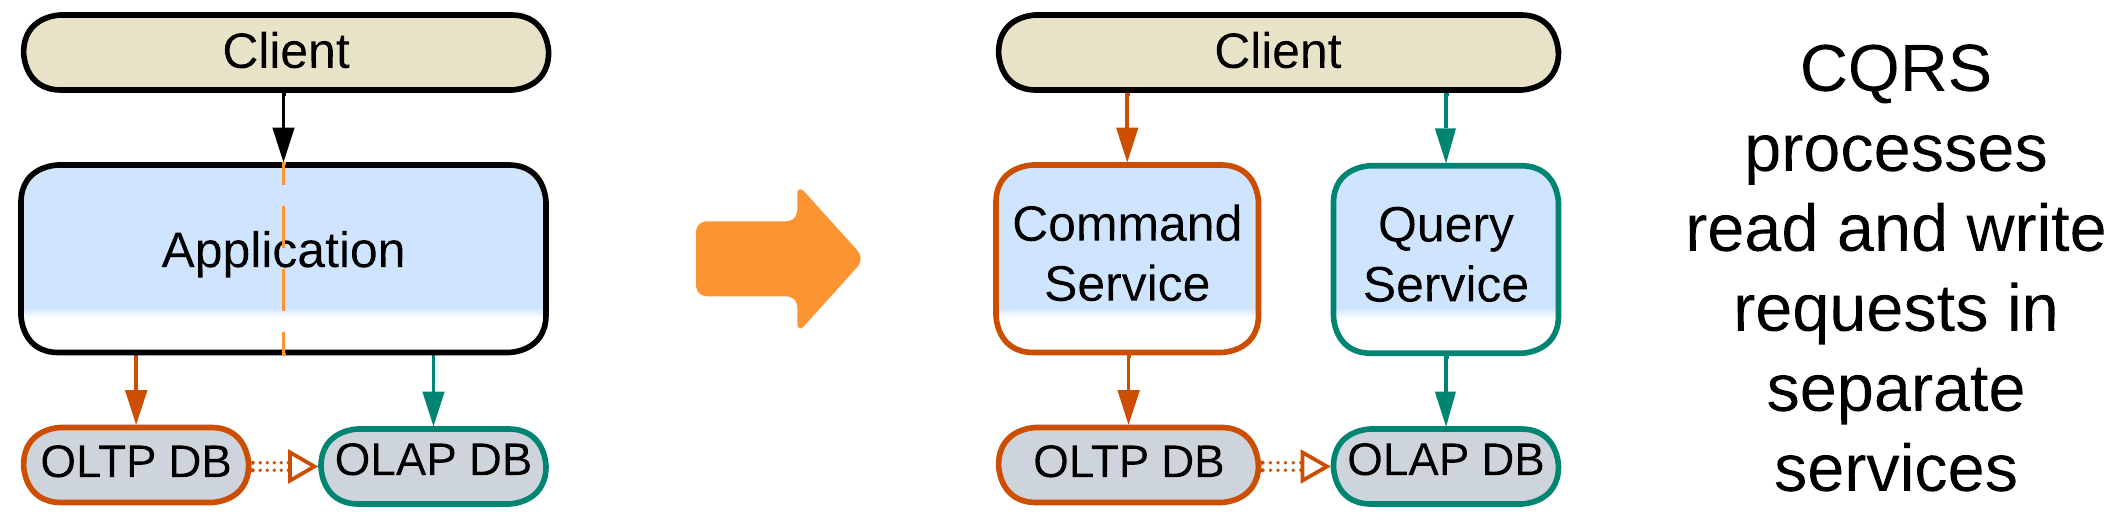 Client
Application
OLTP DB
OLAP DB
Client
Command
Service
Query
Service
OLTP DB
OLAP DB
CQRS
processes
read and write
requests in
separate
services